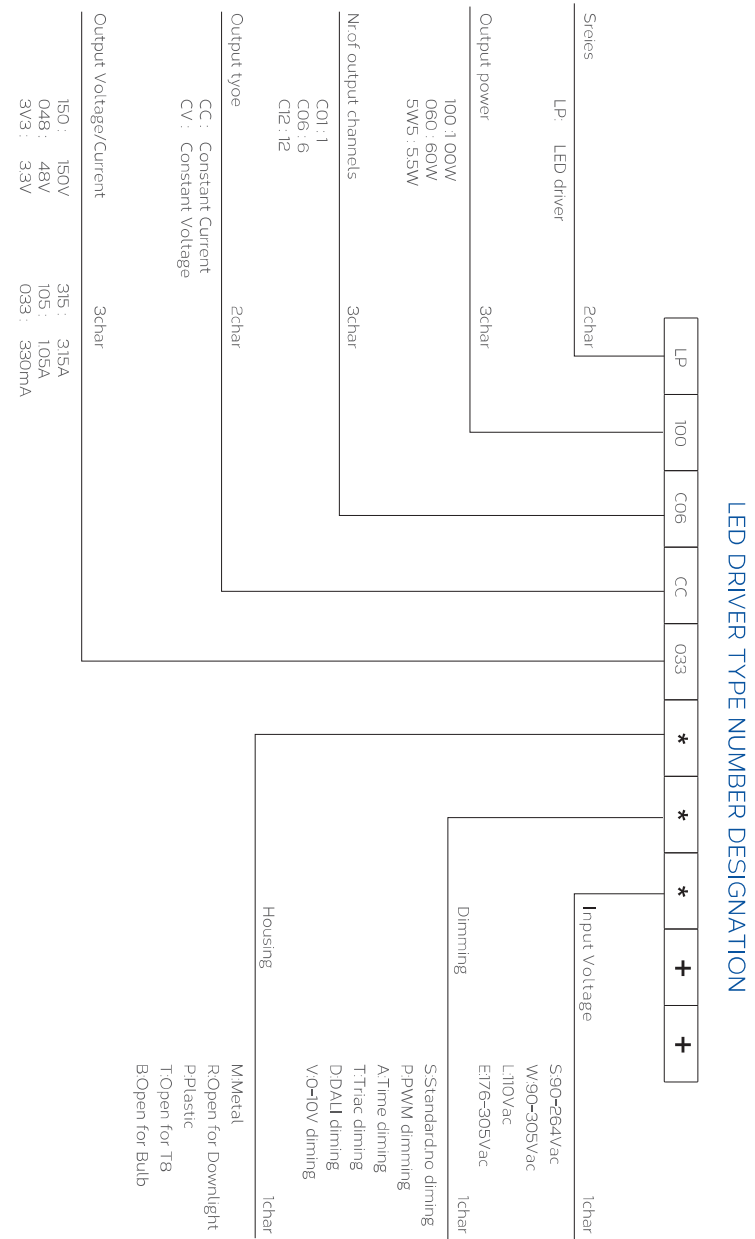 LED DRIVER TYPE NUMBER DESIGNATION
LP 100 C06 CC 033 * * * + +
Sreies 2char
LP: LED driver
Output power 3char
100 :1 00W
060 : 60W
5W5 : 5.5W
Nr.of output channels 3char
C01 : 1
C06 : 6
C12 : 12
Output tyoe 2char
CC : Constant Current
CV : Constant Voltage
Output Voltage/Current 3char
150 : 150V 315 : 3.15A
048 : 48V 105 : 1.05A
3V3 : 3.3V 033 : 330mA
Input Voltage 1char
S:90-264Vac
W:90-305Vac
L:110Vac
E:176-305Vac
Dimming 1char
S:Standard,no diming
P:PWM dimming
A:Time diming
T:Triac diming
D:DALI diming
V:0-10V diming
Housing 1char
M:Metal
R:Open for Downlight
P:Plastic
T:Open for T8
B:Open for Bulb